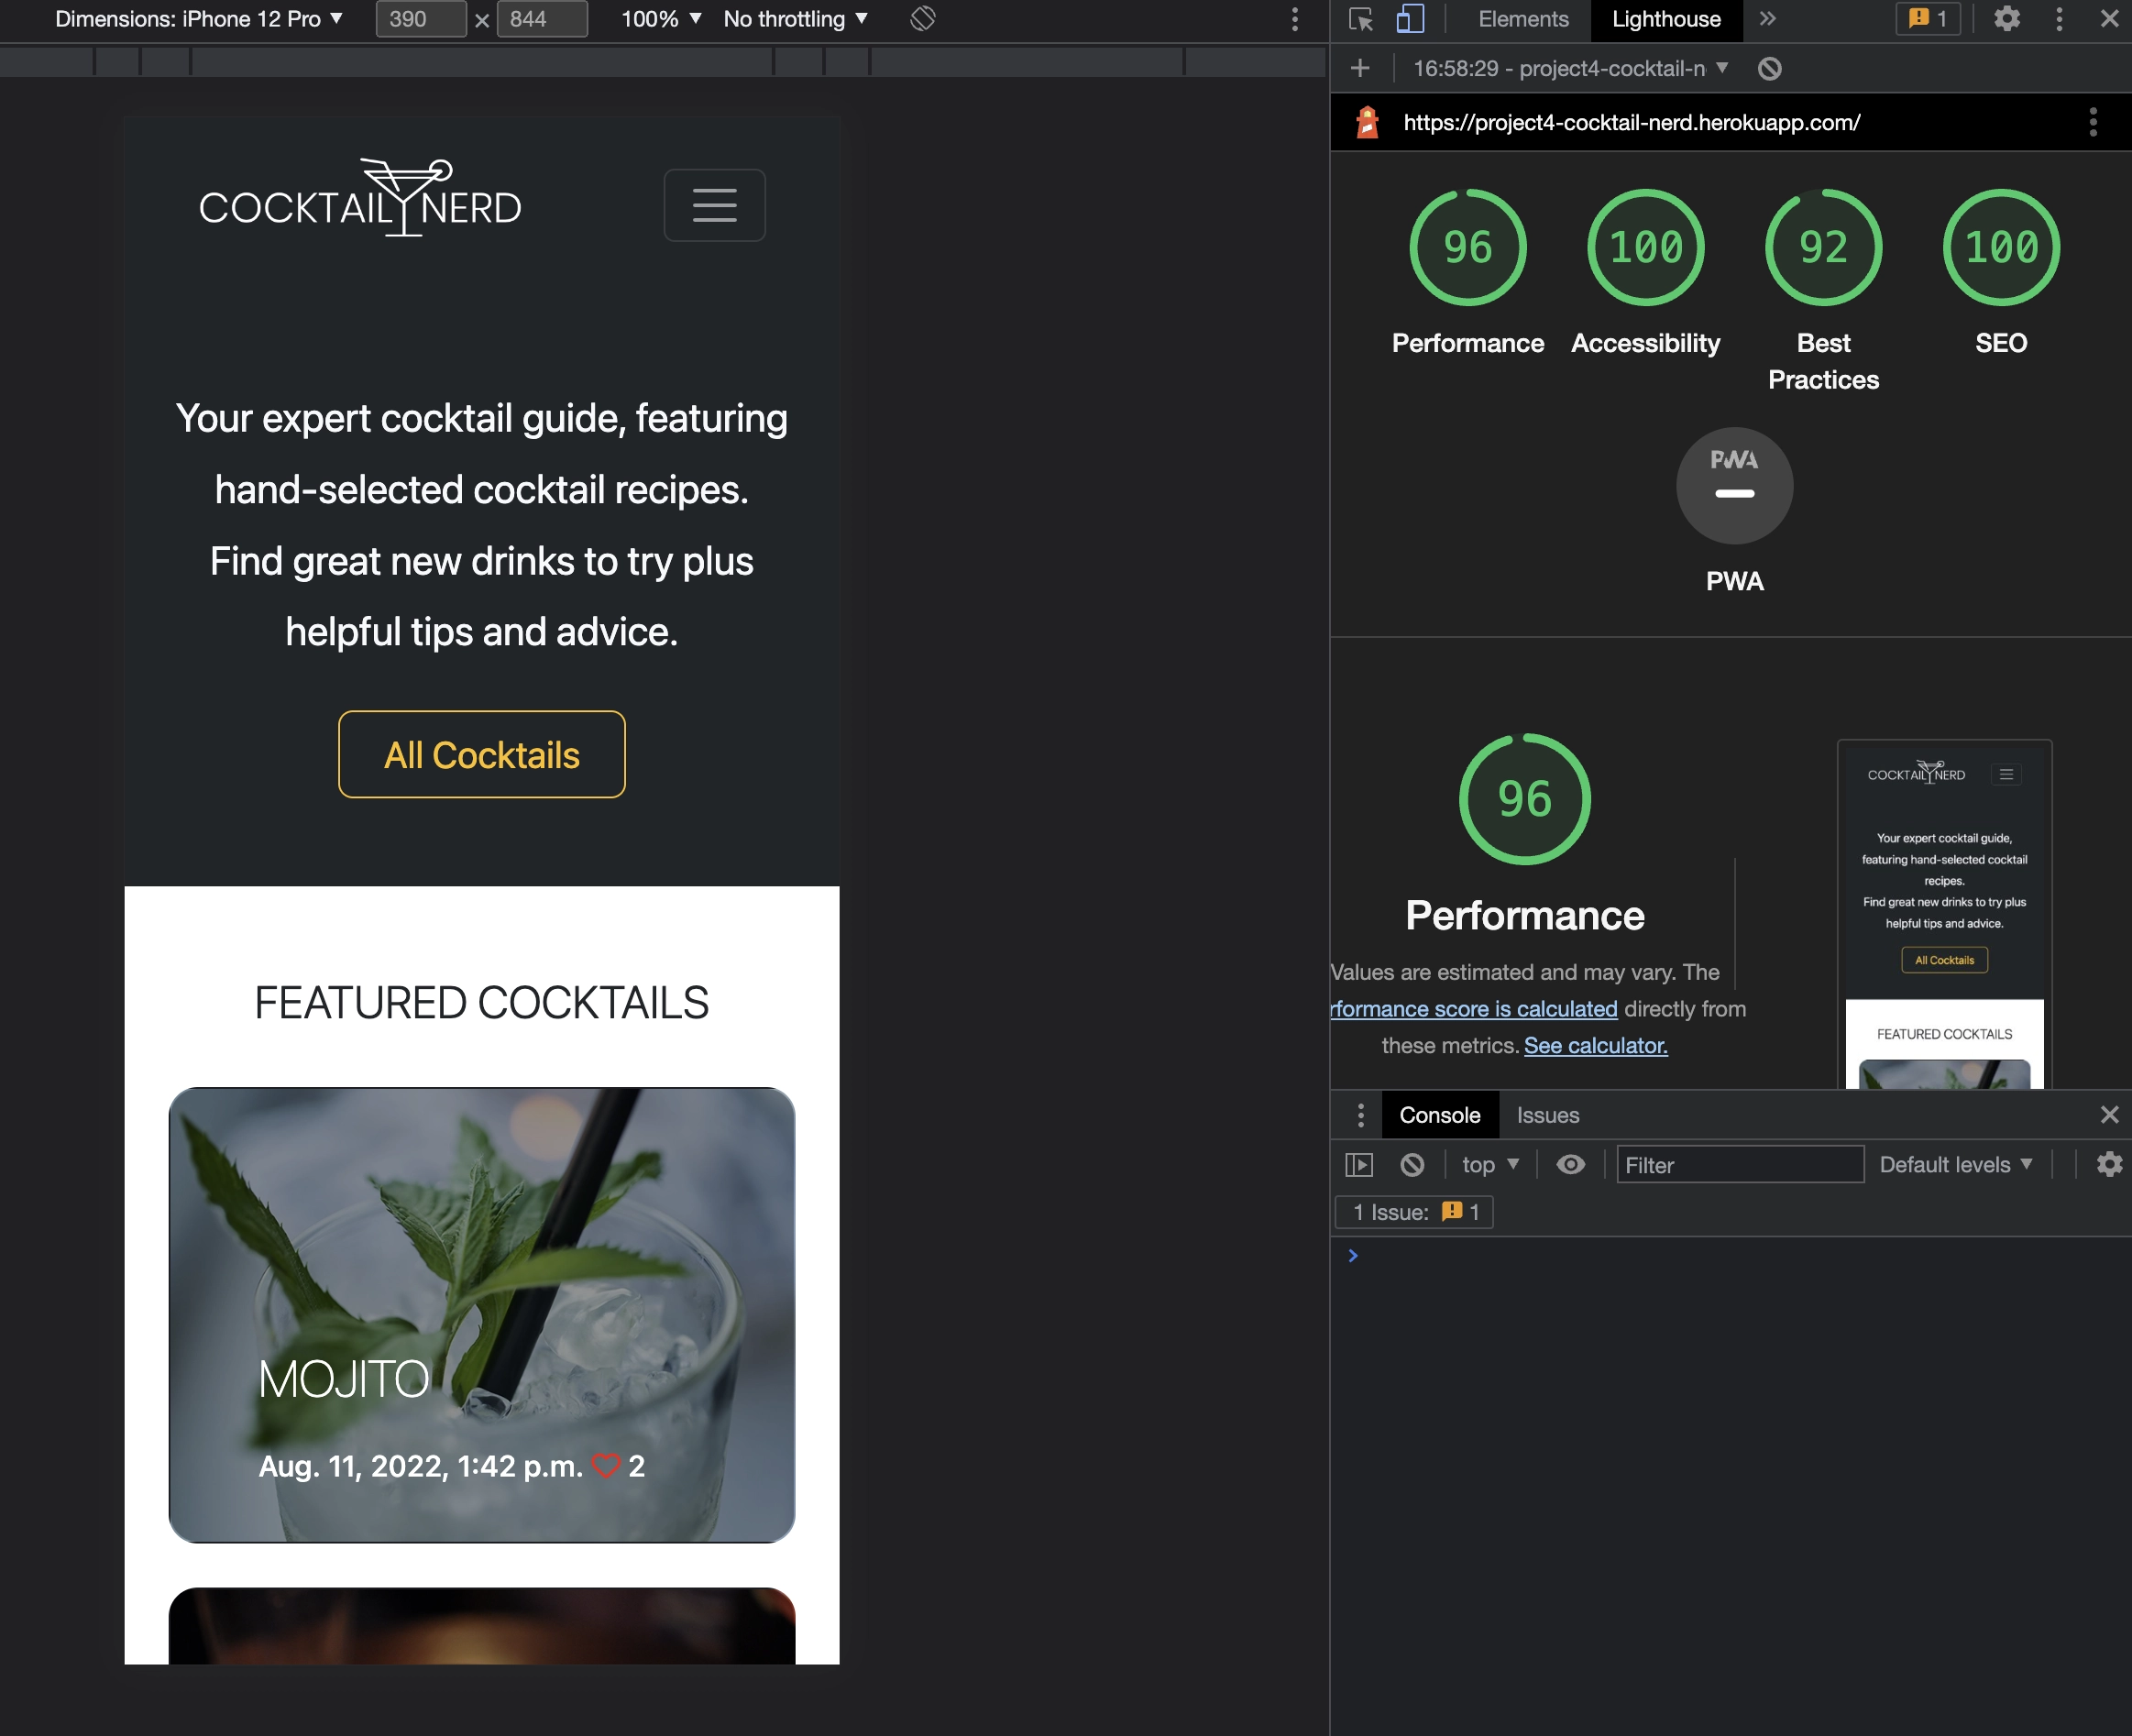 Dimensions: iPhone 12 Pro ▼ 390 × 844 100% ▼ No throttling ▼
COCKTAIL NERD
Your expert cocktail guide, featuring
hand-selected cocktail recipes.
Find great new drinks to try plus
helpful tips and advice.
All Cocktails
FEATURED COCKTAILS
MOJITO
Aug. 11, 2022, 1:42 p.m. 2
Elements Lighthouse » 1
+ 16:58:29 - project4-cocktail-n ▼
https://project4-cocktail-nerd.herokuapp.com/
96 100 92 100
Performance Accessibility Best Practices SEO
PWA
PWA
96
Performance
Values are estimated and may vary. The
rformance score is calculated directly from
these metrics. See calculator.
COCKTAIL NERD
Your expert cocktail guide,
featuring hand-selected cocktail
recipes.
Find great new drinks to try plus
helpful tips and advice.
All Cocktails
FEATURED COCKTAILS
Console Issues
top ▼ Filter Default levels ▼
1 Issue: 1